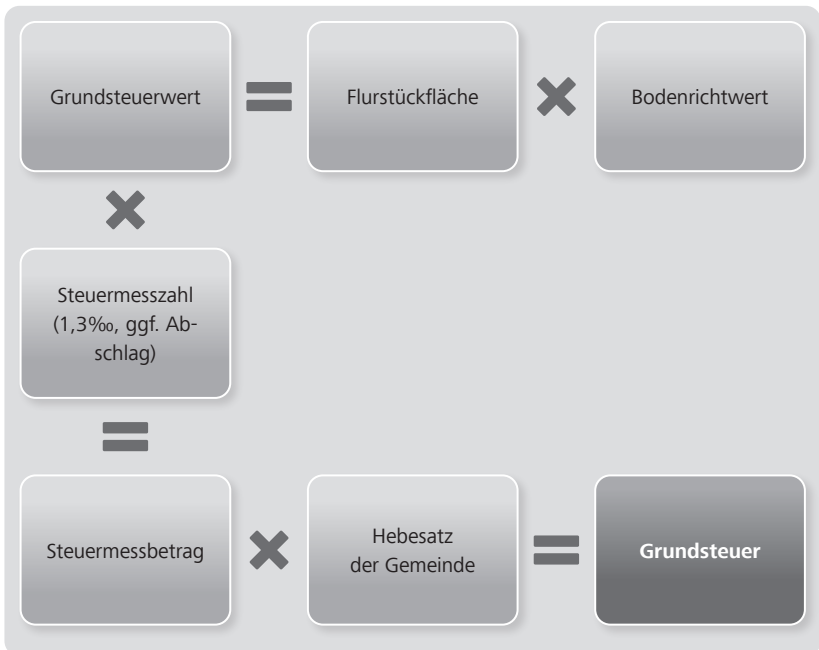 Grundsteuerwert
Flurstückfläche
Bodenrichtwert
Steuermesszahl
(1,3‰, ggf. Ab-
schlag)
Steuermessbetrag
Hebesatz
der Gemeinde
Grundsteuer